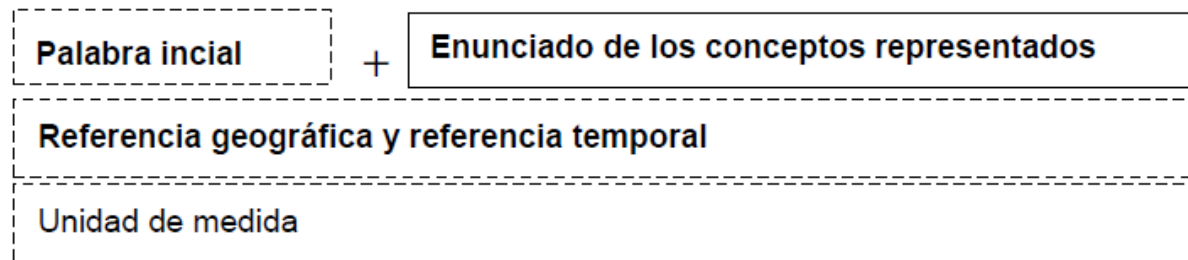 Palabra incial + Enunciado de los conceptos representados
Referencia geográfica y referencia temporal
Unidad de medida